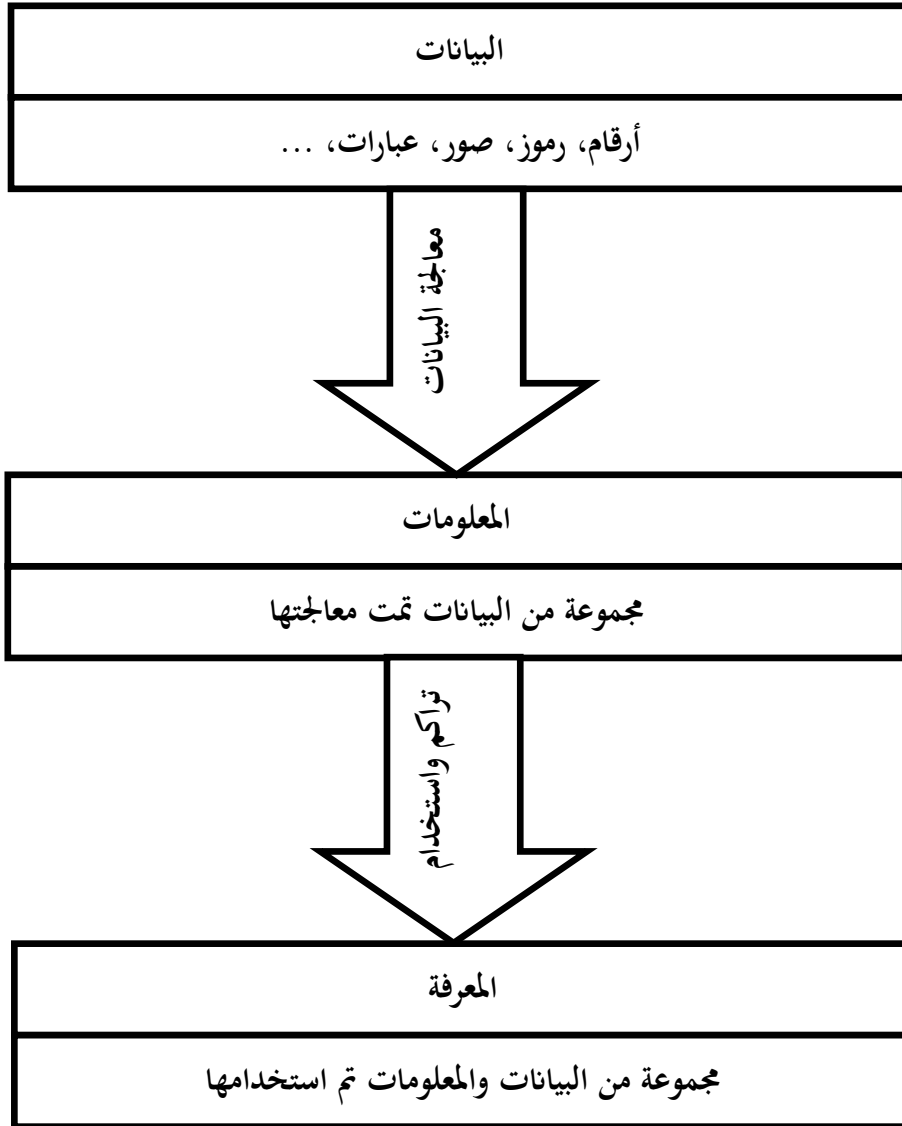 البيانات
أرقام، رموز، صور، عبارات، ...
معالجة البيانات
المعلومات
مجموعة من البيانات تمت معالجتها
تراكم واستخدام
المعرفة
مجموعة من البيانات والمعلومات تم استخدامها